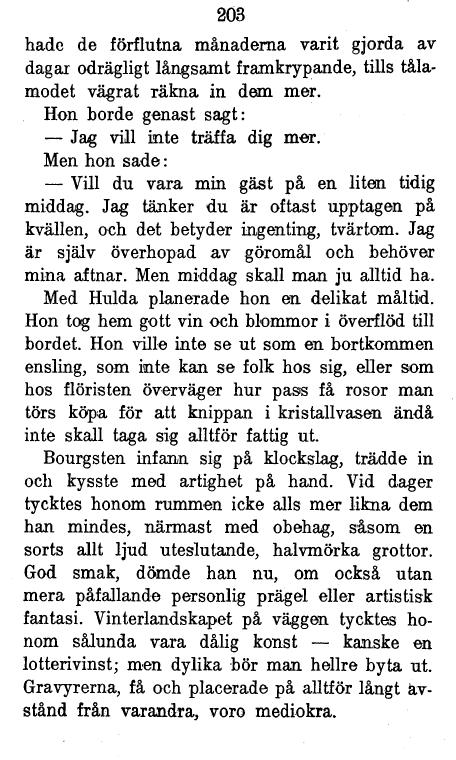 203
hade de förflutna månaderna varit gjorda av
dagar odrägligt långsamt framkrypande, tills tåla-
modet vägrat räkna in dem mer.
Hon borde genast sagt:
— Jag vill inte träffa dig mer.
Men hon sade:
— Vill du vara min gäst på en liten tidig
middag. Jag tänker du är oftast upptagen på
kvällen, och det betyder ingenting, tvärtom. Jag
är själv överhopad av göromål och behöver
mina aftnar. Men middag skall man ju alltid ha.
Med Hulda planerade hon en delikat måltid.
Hon tog hem gott vin och blommor i överflöd till
bordet. Hon ville inte se ut som en bortkommen
ensling, som inte kan se folk hos sig, eller som
hos flöristen överväger hur pass få rosor man
törs köpa för att knippan i kristallvasen ändå
inte skall taga sig alltför fattig ut.
Bourgsten infann sig på klockslag, trädde in
och kysste med artighet på hand. Vid dager
tycktes honom rummen icke alls mer likna dem
han mindes, närmast med obehag, såsom en
sorts allt ljud uteslutande, halvmörka grottor.
God smak, dömde han nu, om också utan
mera påfallande personlig prägel eller artistisk
fantasi. Vinterlandskapet på väggen tycktes ho-
nom sålunda vara dålig konst — kanske en
lotterivinst; men dylika bör man hellre byta ut.
Gravyrerna, få och placerade på alltför långt av-
stånd från varandra, voro mediokra.